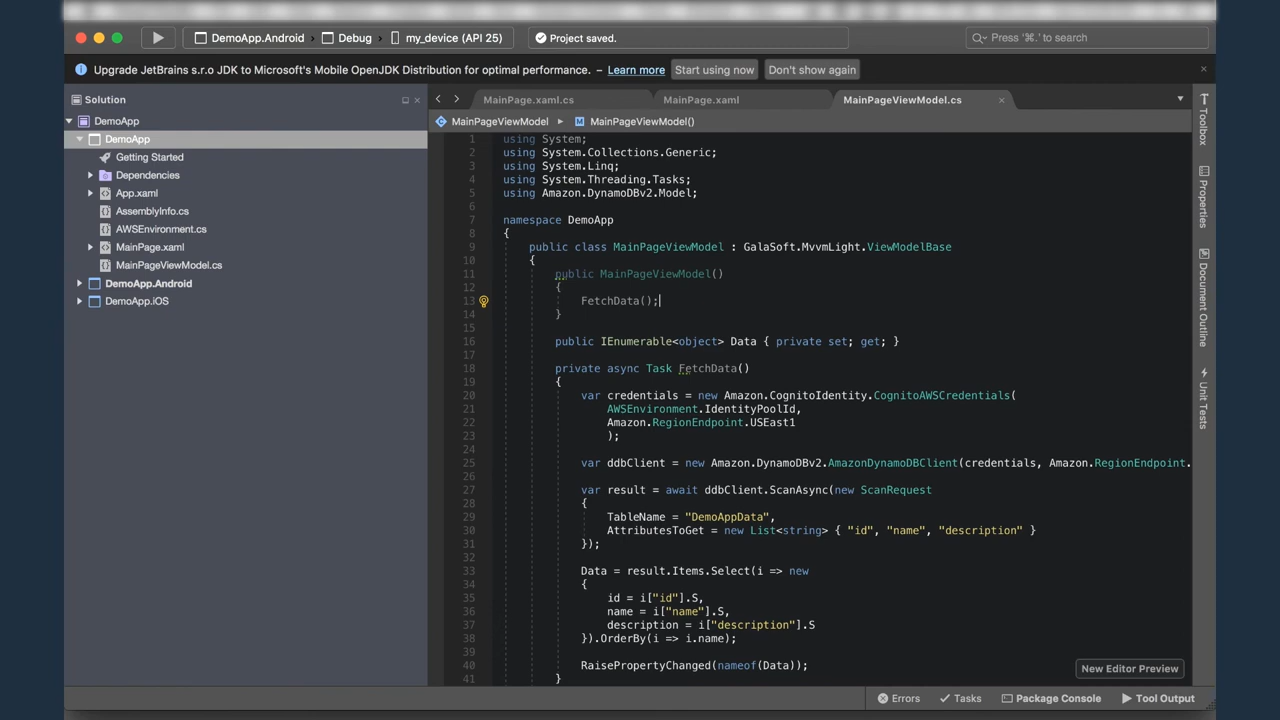 DemoApp.Android
Debug
my_device (API 25)
Project saved.
Press '⌘.' to search
Upgrade JetBrains s.r.o JDK to Microsoft's Mobile OpenJDK Distribution for optimal performance. – Learn more
Start using now
Don't show again
Solution
DemoApp
DemoApp
Getting Started
Dependencies
App.xaml
AssemblyInfo.cs
AWSEnvironment.cs
MainPage.xaml
MainPageViewModel.cs
DemoApp.Android
DemoApp.iOS
MainPage.xaml.cs
MainPage.xaml
MainPageViewModel.cs
MainPageViewModel
MainPageViewModel()
1 using System;
2 using System.Collections.Generic;
3 using System.Linq;
4 using System.Threading.Tasks;
5 using Amazon.DynamoDBv2.Model;
6
7 namespace DemoApp
8 {
9 public class MainPageViewModel : GalaSoft.MvvmLight.ViewModelBase
10 {
11 public MainPageViewModel()
12 {
13 FetchData();
14 }
15
16 public IEnumerable<object> Data { private set; get; }
17
18 private async Task FetchData()
19 {
20 var credentials = new Amazon.CognitoIdentity.CognitoAWSCredentials(
21 AWSEnvironment.IdentityPoolId,
22 Amazon.RegionEndpoint.USEast1
23 );
24
25 var ddbClient = new Amazon.DynamoDBv2.AmazonDynamoDBClient(credentials, Amazon.RegionEndpoint.
26
27 var result = await ddbClient.ScanAsync(new ScanRequest
28 {
29 TableName = "DemoAppData",
30 AttributesToGet = new List<string> { "id", "name", "description" }
31 });
32
33 Data = result.Items.Select(i => new
34 {
35 id = i["id"].S,
36 name = i["name"].S,
37 description = i["description"].S
38 }).OrderBy(i => i.name);
39
40 RaisePropertyChanged(nameof(Data));
41 }
New Editor Preview
Toolbox
Properties
Document Outline
Unit Tests
Errors
Tasks
Package Console
Tool Output